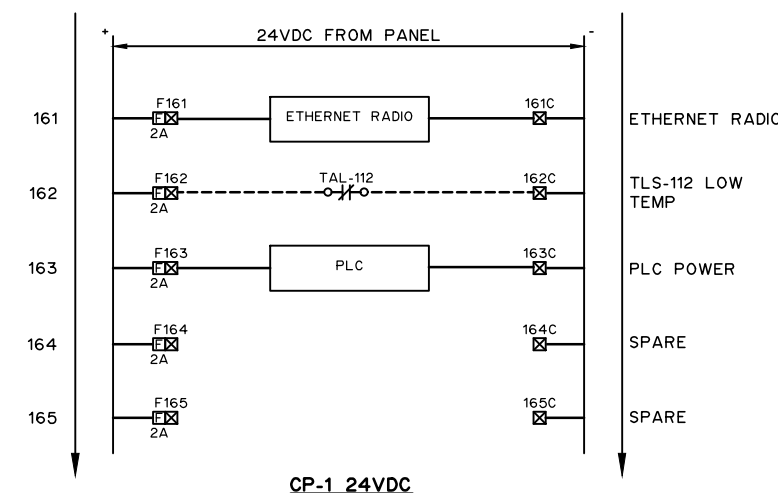 + 24VDC FROM PANEL -
161 F161 2A ETHERNET RADIO 161C ETHERNET RADIO
162 F162 2A TAL-112 162C TLS-112 LOW
TEMP
163 F163 2A PLC 163C PLC POWER
164 F164 2A 164C SPARE
165 F165 2A 165C SPARE
CP-1 24VDC